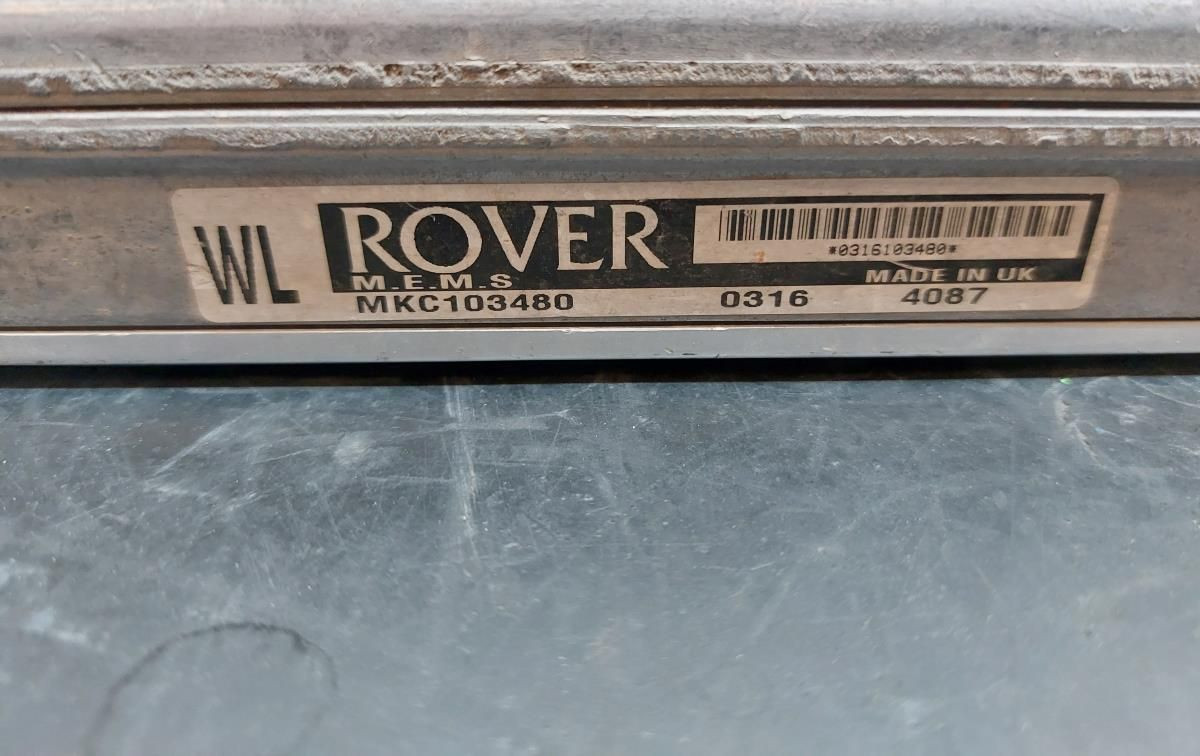 WL
ROVER
*0316103480*
M.E.M.S
MADE IN UK
MKC103480 0316 4087